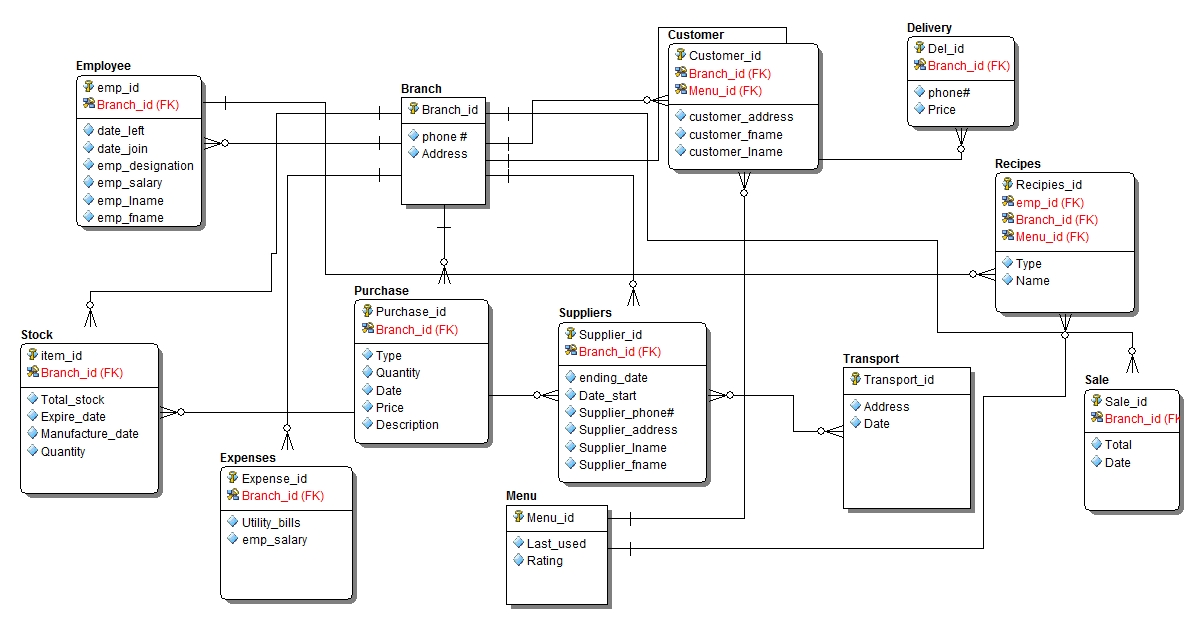 Employee
emp_id
Branch_id (FK)
date_left
date_join
emp_designation
emp_salary
emp_lname
emp_fname
Branch
Branch_id
phone #
Address
Customer
Customer_id
Branch_id (FK)
Menu_id (FK)
customer_address
customer_fname
customer_lname
Delivery
Del_id
Branch_id (FK)
phone#
Price
Recipes
Recipies_id
emp_id (FK)
Branch_id (FK)
Menu_id (FK)
Type
Name
Stock
item_id
Branch_id (FK)
Total_stock
Expire_date
Manufacture_date
Quantity
Purchase
Purchase_id
Branch_id (FK)
Type
Quantity
Date
Price
Description
Suppliers
Supplier_id
Branch_id (FK)
ending_date
Date_start
Supplier_phone#
Supplier_address
Supplier_lname
Supplier_fname
Transport
Transport_id
Address
Date
Sale
Sale_id
Branch_id (FK
Total
Date
Expenses
Expense_id
Branch_id (FK)
Utility_bills
emp_salary
Menu
Menu_id
Last_used
Rating